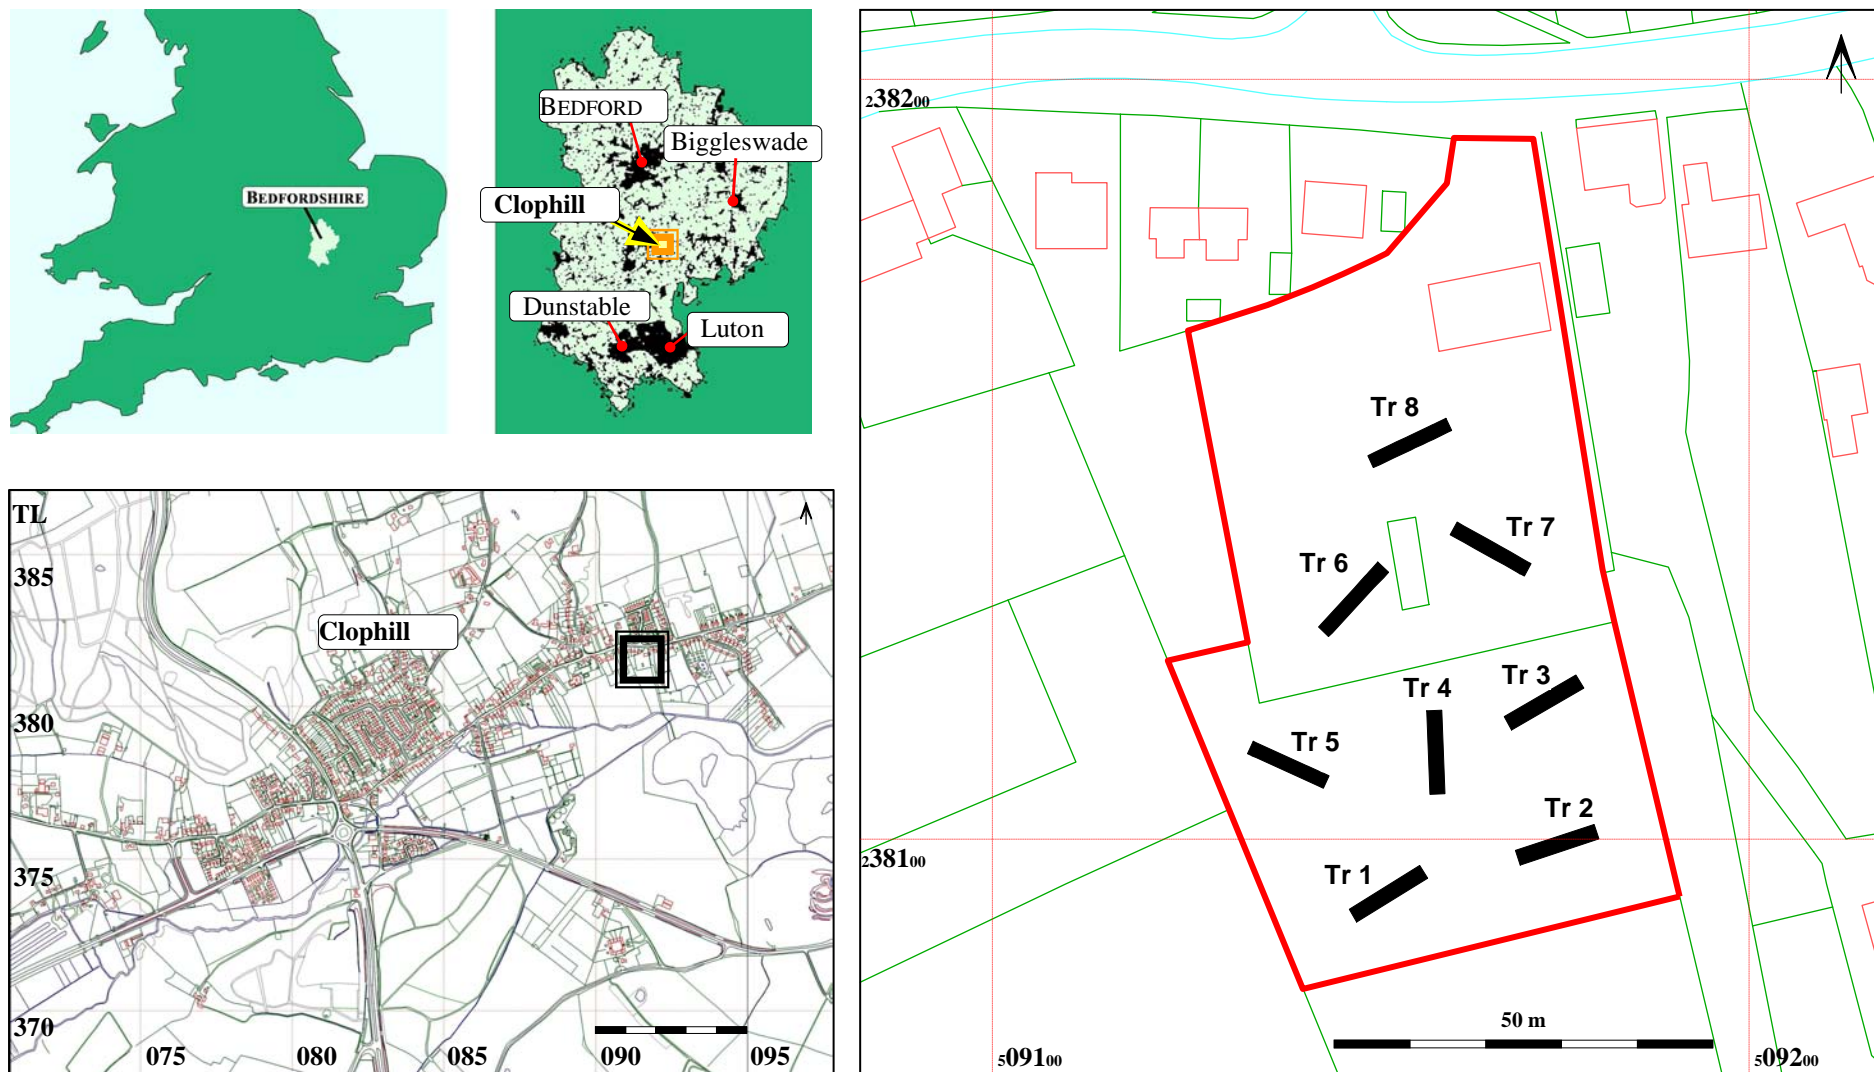 BEDFORDSHIRE
BEDFORD
Biggleswade
Clophill
Dunstable
Luton
TL
385
380
375
370
075
080
085
090
095
Clophill
238200
238100
509100
509200
Tr 8
Tr 7
Tr 6
Tr 3
Tr 4
Tr 5
Tr 2
Tr 1
50 m